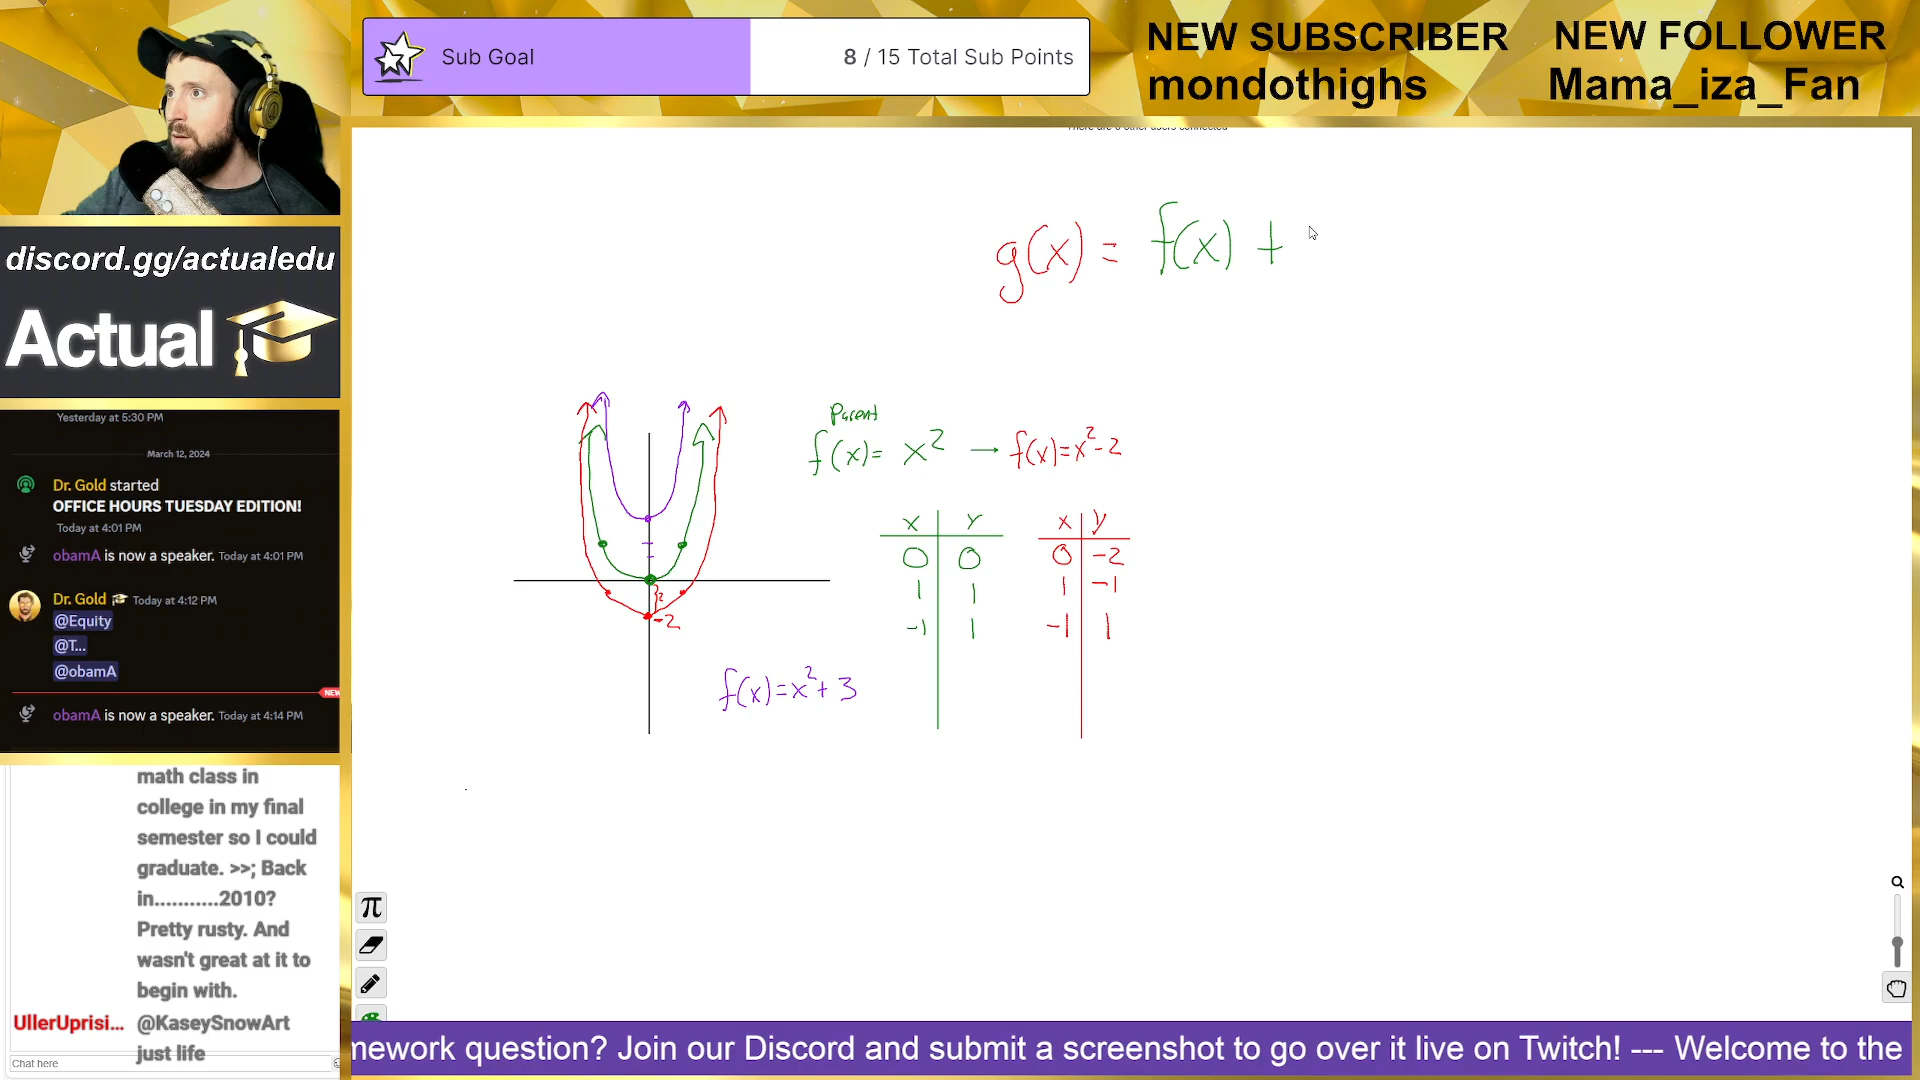 Sub Goal
8 / 15 Total Sub Points
NEW SUBSCRIBER
mondothighs
NEW FOLLOWER
Mama_iza_Fan
discord.gg/actualedu
Actual
Yesterday at 5:30 PM
March 12, 2024
Dr. Gold started
OFFICE HOURS TUESDAY EDITION!
Today at 4:01 PM
obamA is now a speaker. Today at 4:01 PM
Dr. Gold Today at 4:12 PM
@Equity
@T...
@obamA
NEW
obamA is now a speaker. Today at 4:14 PM
math class in
college in my final
semester so I could
graduate. >>; Back
in...........2010?
Pretty rusty. And
wasn't great at it to
begin with.
UllerUprisi... @KaseySnowArt
just life
Chat here
g(x) = f(x) +
Parent
f(x) = x² → f(x)=x²-2
x y
0 0
1 1
-1 1
x y
0 -2
1 -1
-1 1
-2
f(x)=x²+3
π
mework question? Join our Discord and submit a screenshot to go over it live on Twitch! --- Welcome to the